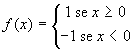 f (x) = { 1 se x ≥ 0
−1 se x < 0